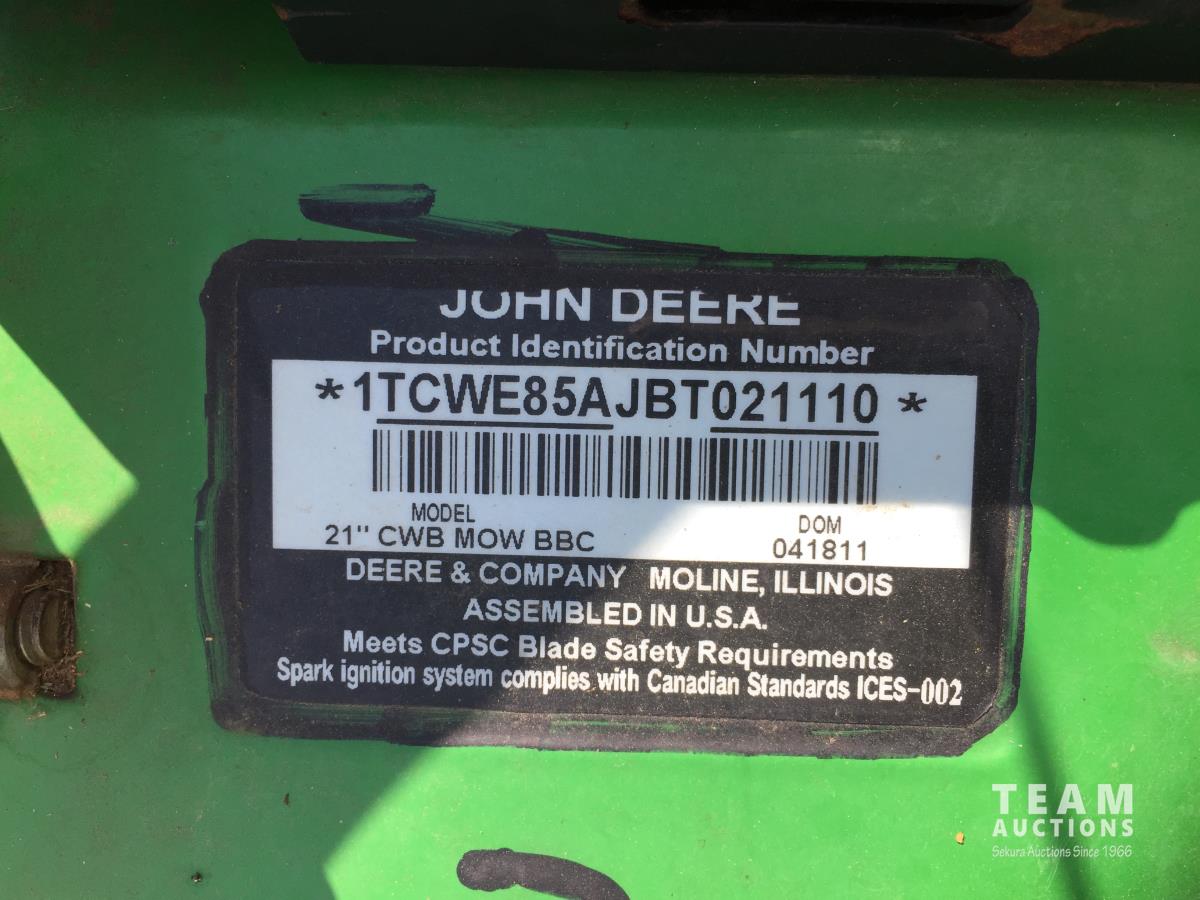 JOHN DEERE
Product Identification Number
*1TCWE85AJBT021110*
MODEL
21" CWB MOW BBC
DOM
041811
DEERE & COMPANY MOLINE, ILLINOIS
ASSEMBLED IN U.S.A.
Meets CPSC Blade Safety Requirements
Spark ignition system complies with Canadian Standards ICES-002
TEAM
AUCTIONS
Sekura Auctions Since 1966